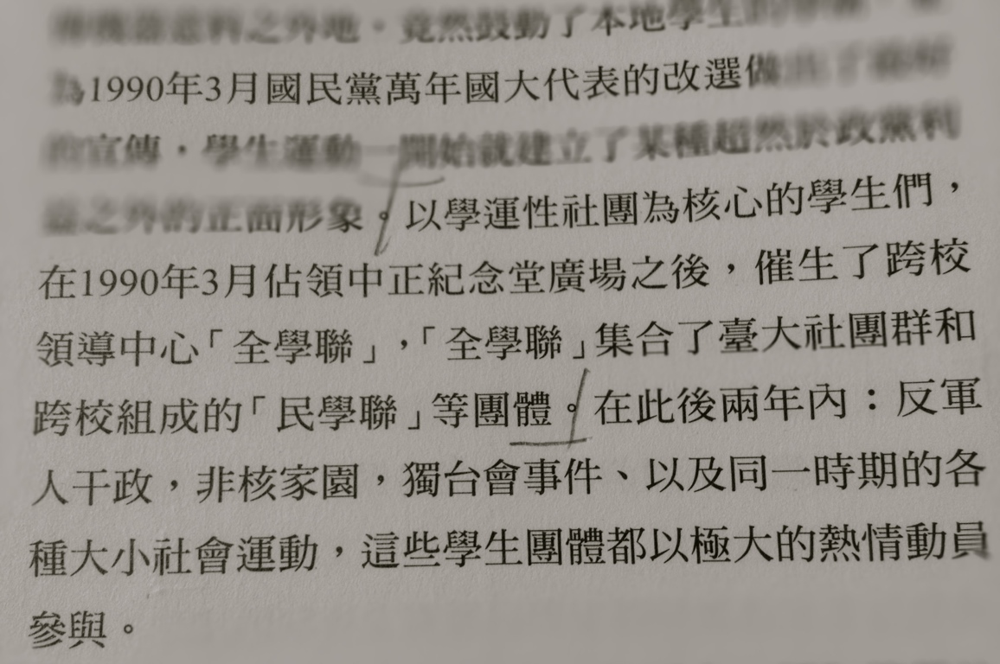 之外地。竟然鼓動了本地學生的
為1990年3月國民黨萬年國大代表的改選做出了
的宣傳，學生運動一開始就建立了某種超然於政黨利
益之外的正面形象。以學運性社團為核心的學生們，
在1990年3月佔領中正紀念堂廣場之後，催生了跨校
領導中心「全學聯」，「全學聯」集合了臺大社團群和
跨校組成的「民學聯」等團體。在此後兩年內：反軍
人干政，非核家園，獨台會事件、以及同一時期的各
種大小社會運動，這些學生團體都以極大的熱情動員
參與。